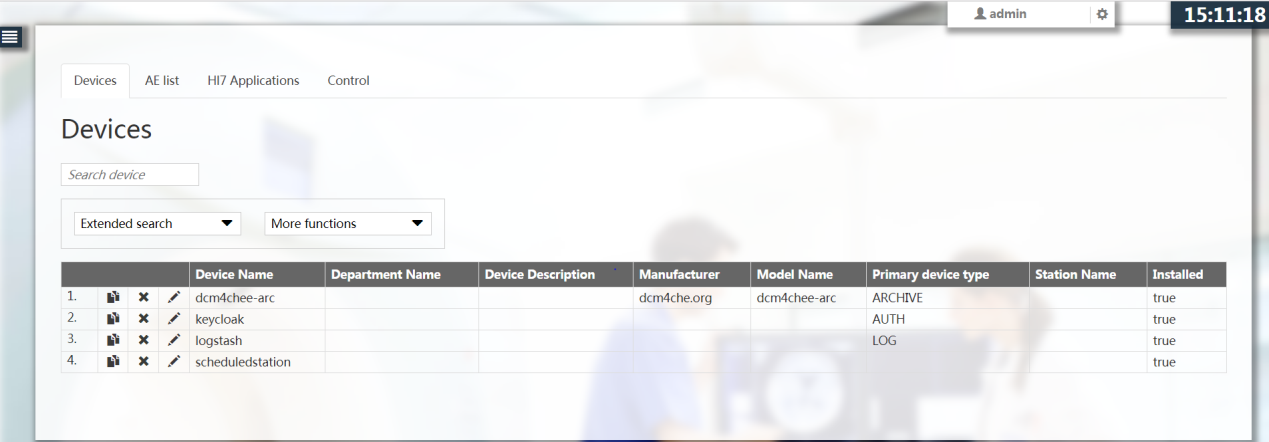 admin
15:11:18
Devices AE list Hl7 Applications Control
Devices
Search device
Extended search More functions
Device Name Department Name Device Description Manufacturer Model Name Primary device type Station Name Installed
1. dcm4chee-arc dcm4che.org dcm4chee-arc ARCHIVE true
2. keycloak AUTH true
3. logstash LOG true
4. scheduledstation true